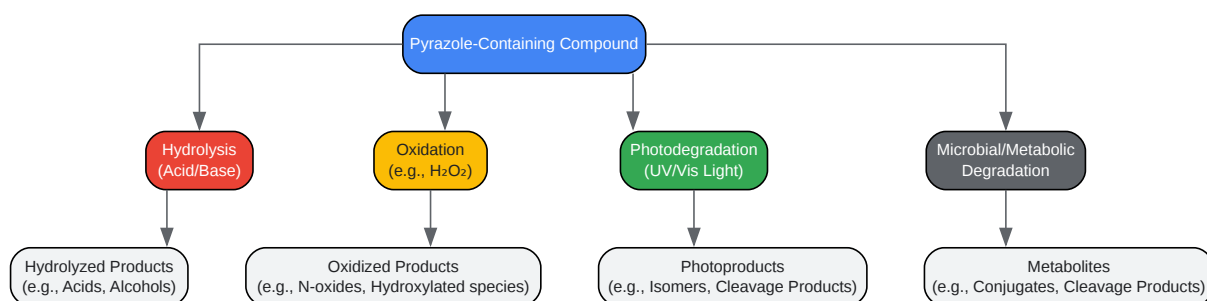 Pyrazole-Containing Compound
Hydrolysis
(Acid/Base)
Oxidation
(e.g., H₂O₂)
Photodegradation
(UV/Vis Light)
Microbial/Metabolic
Degradation
Hydrolyzed Products
(e.g., Acids, Alcohols)
Oxidized Products
(e.g., N-oxides, Hydroxylated species)
Photoproducts
(e.g., Isomers, Cleavage Products)
Metabolites
(e.g., Conjugates, Cleavage Products)